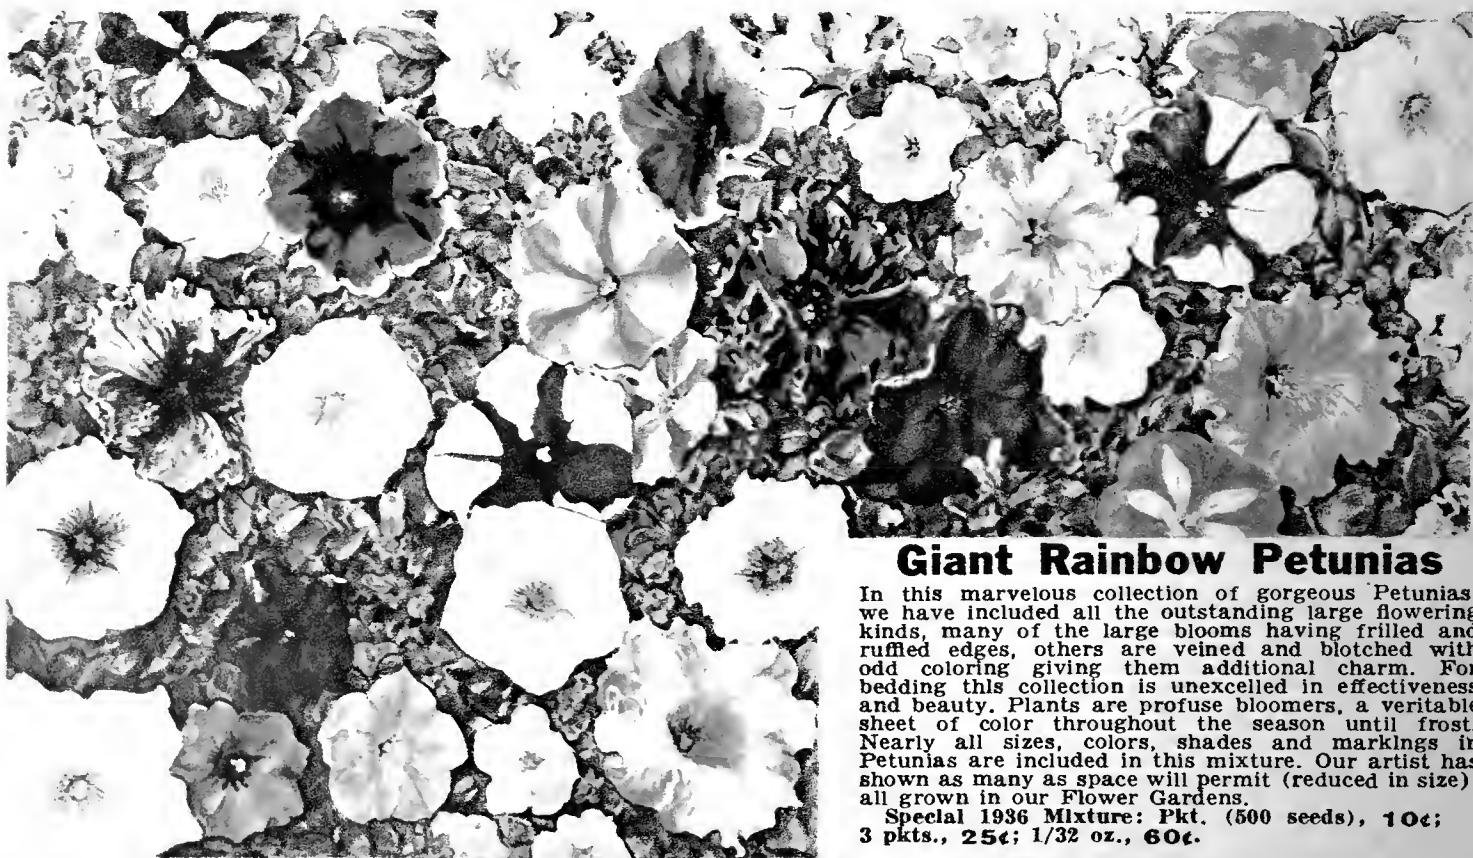 Giant Rainbow Petunias
In this marvelous collection of gorgeous Petunias
we have included all the outstanding large flowering
kinds, many of the large blooms having frilled and
ruffled edges, others are veined and blotched with
odd coloring giving them additional charm. For
bedding this collection is unexcelled in effectiveness
and beauty. Plants are profuse bloomers, a veritable
sheet of color throughout the season until frost.
Nearly all sizes, colors, shades and markings in
Petunias are included in this mixture. Our artist has
shown as many as space will permit (reduced in size)
all grown in our Flower Gardens.
Special 1936 Mixture: Pkt. (500 seeds), 10¢;
3 pkts., 25¢; 1/32 oz., 60¢.